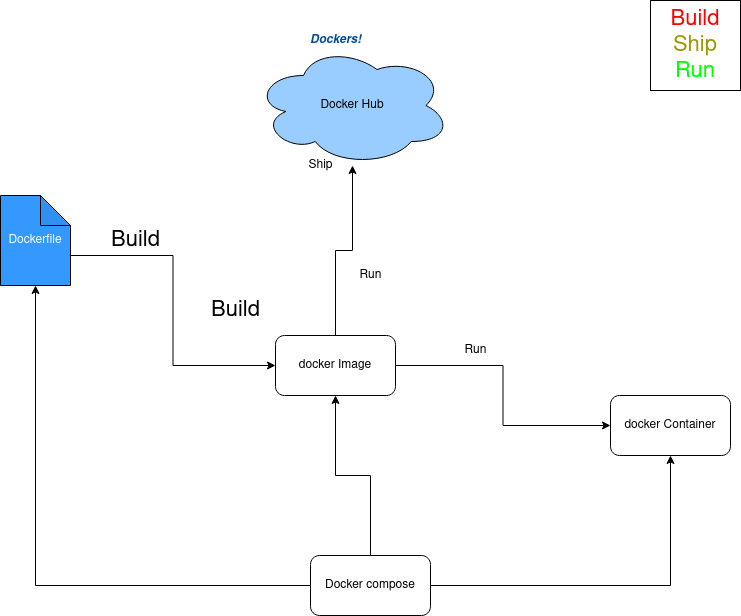 Build
Ship
Run
Dockers!
Docker Hub
Ship
Dockerfile
Build
Run
Build
Run
docker Image
docker Container
Docker compose